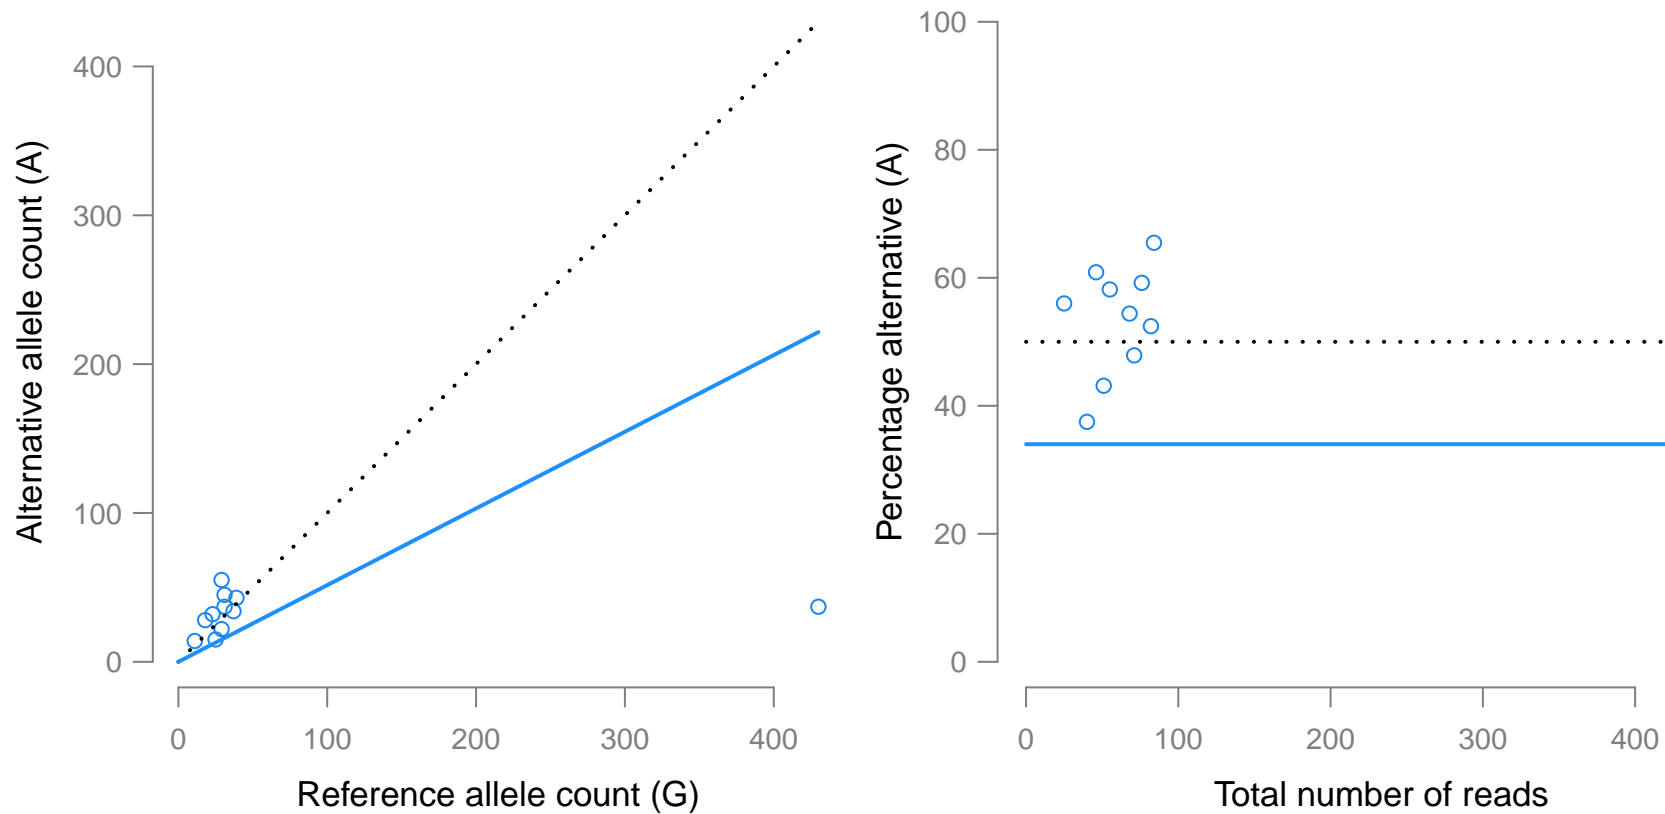 Alternative allele count (A)
400
300
200
100
0
0 100 200 300 400
Reference allele count (G)
Percentage alternative (A)
100
80
60
40
20
0
0 100 200 300 400
Total number of reads